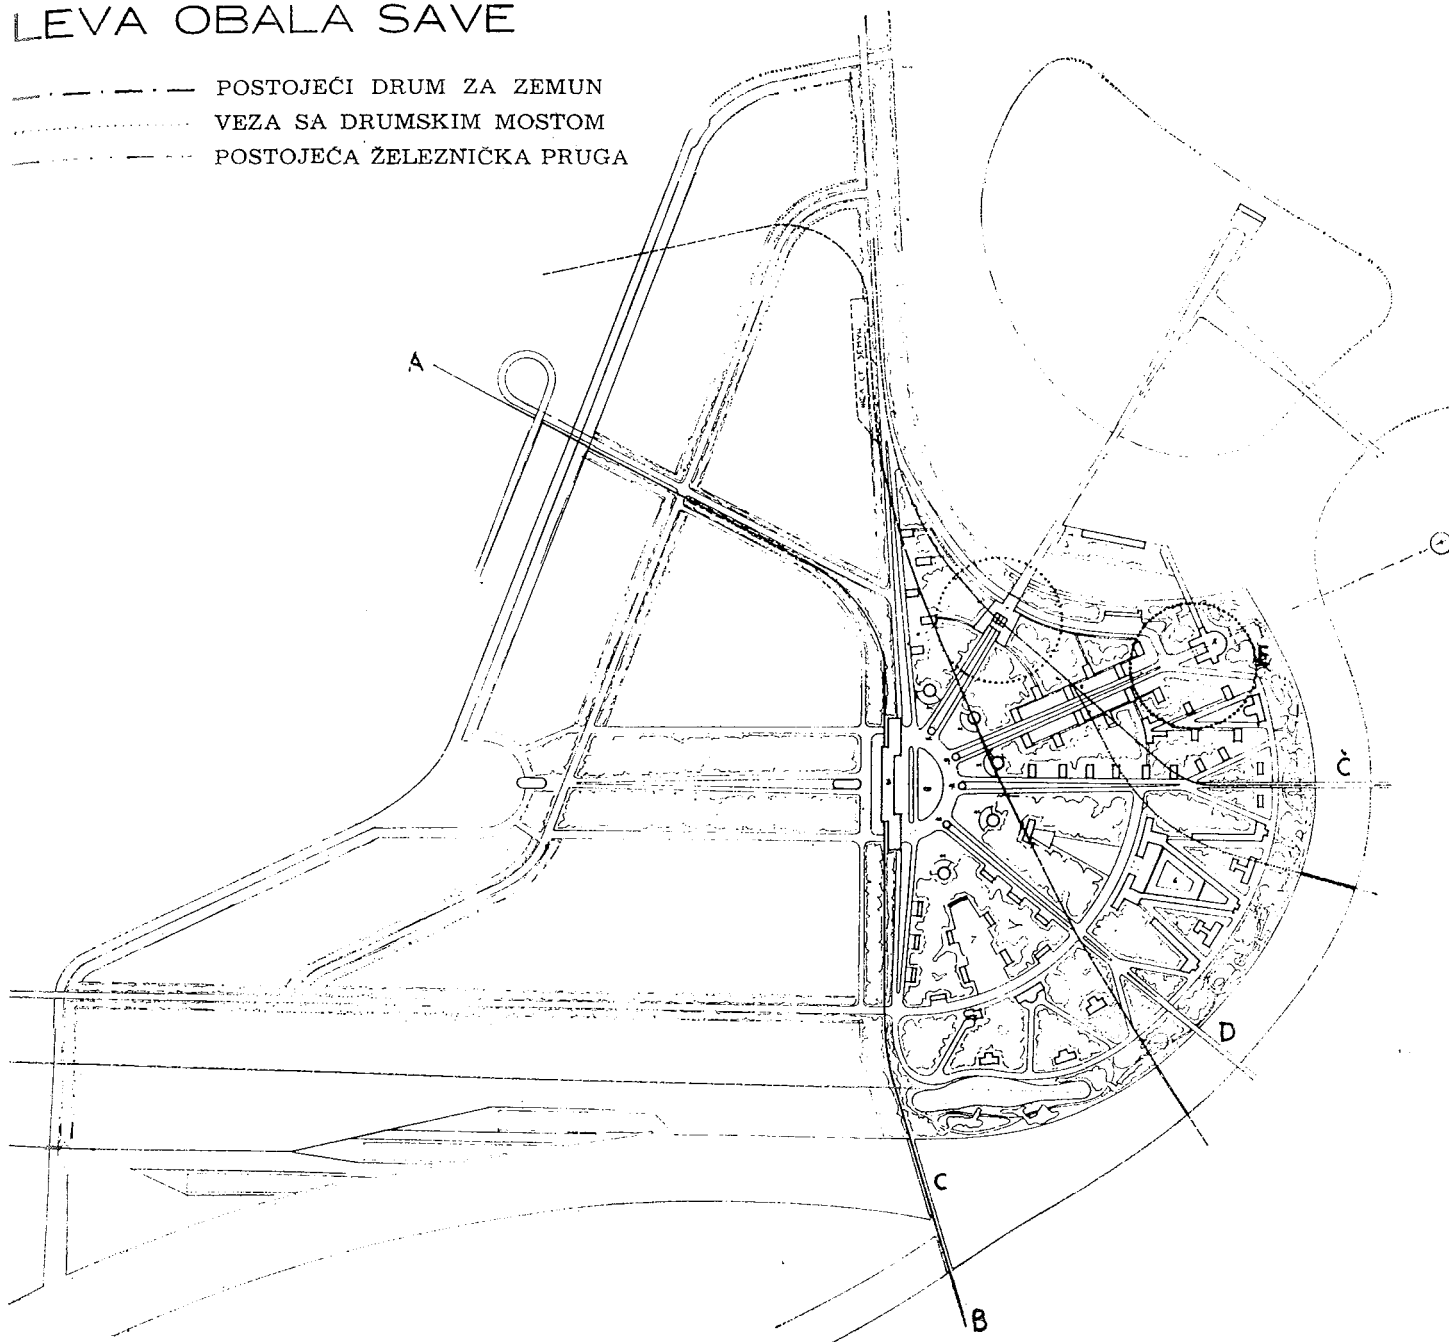 LEVA OBALA SAVE
POSTOJEĆI DRUM ZA ZEMUN
VEZA SA DRUMSKIM MOSTOM
POSTOJEĆA ŽELEZNIČKA PRUGA
A
E
Č
D
C
B